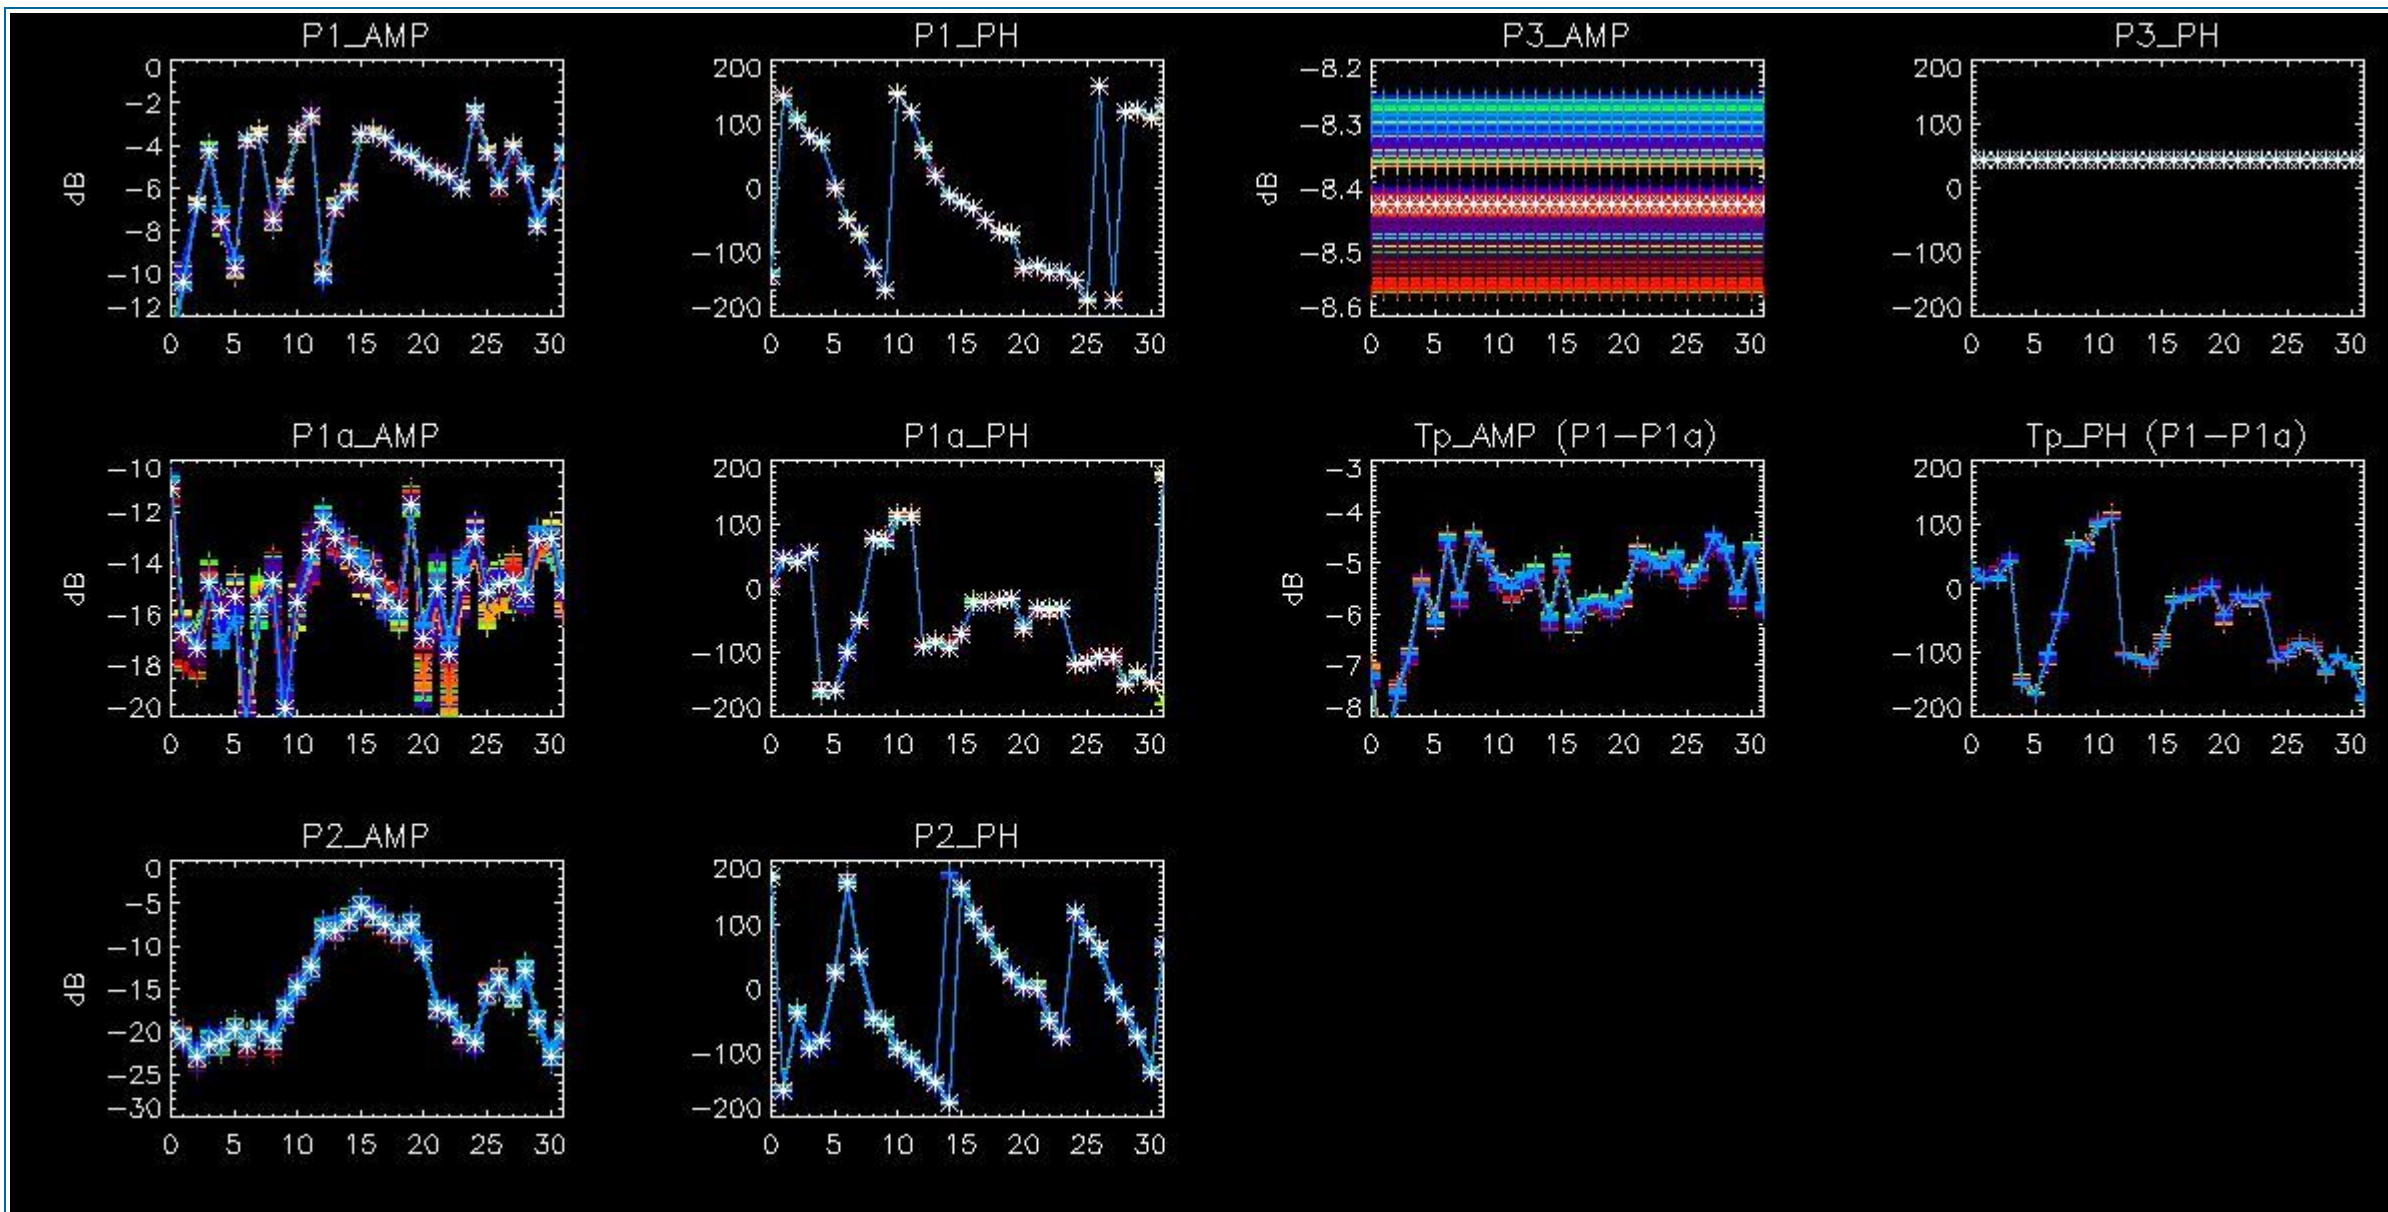 P1_AMP
0
−2
−4
−6
−8
−10
−12
dB
0 5 10 15 20 25 30
P1_PH
200
100
0
−100
−200
0 5 10 15 20 25 30
P3_AMP
−8.2
−8.3
−8.4
−8.5
−8.6
dB
0 5 10 15 20 25 30
P3_PH
200
100
0
−100
−200
0 5 10 15 20 25 30
P1a_AMP
−10
−12
−14
−16
−18
−20
dB
0 5 10 15 20 25 30
P1a_PH
200
100
0
−100
−200
0 5 10 15 20 25 30
Tp_AMP (P1−P1a)
−3
−4
−5
−6
−7
−8
dB
0 5 10 15 20 25 30
Tp_PH (P1−P1a)
200
100
0
−100
−200
0 5 10 15 20 25 30
P2_AMP
0
−5
−10
−15
−20
−25
−30
dB
0 5 10 15 20 25 30
P2_PH
200
100
0
−100
−200
0 5 10 15 20 25 30